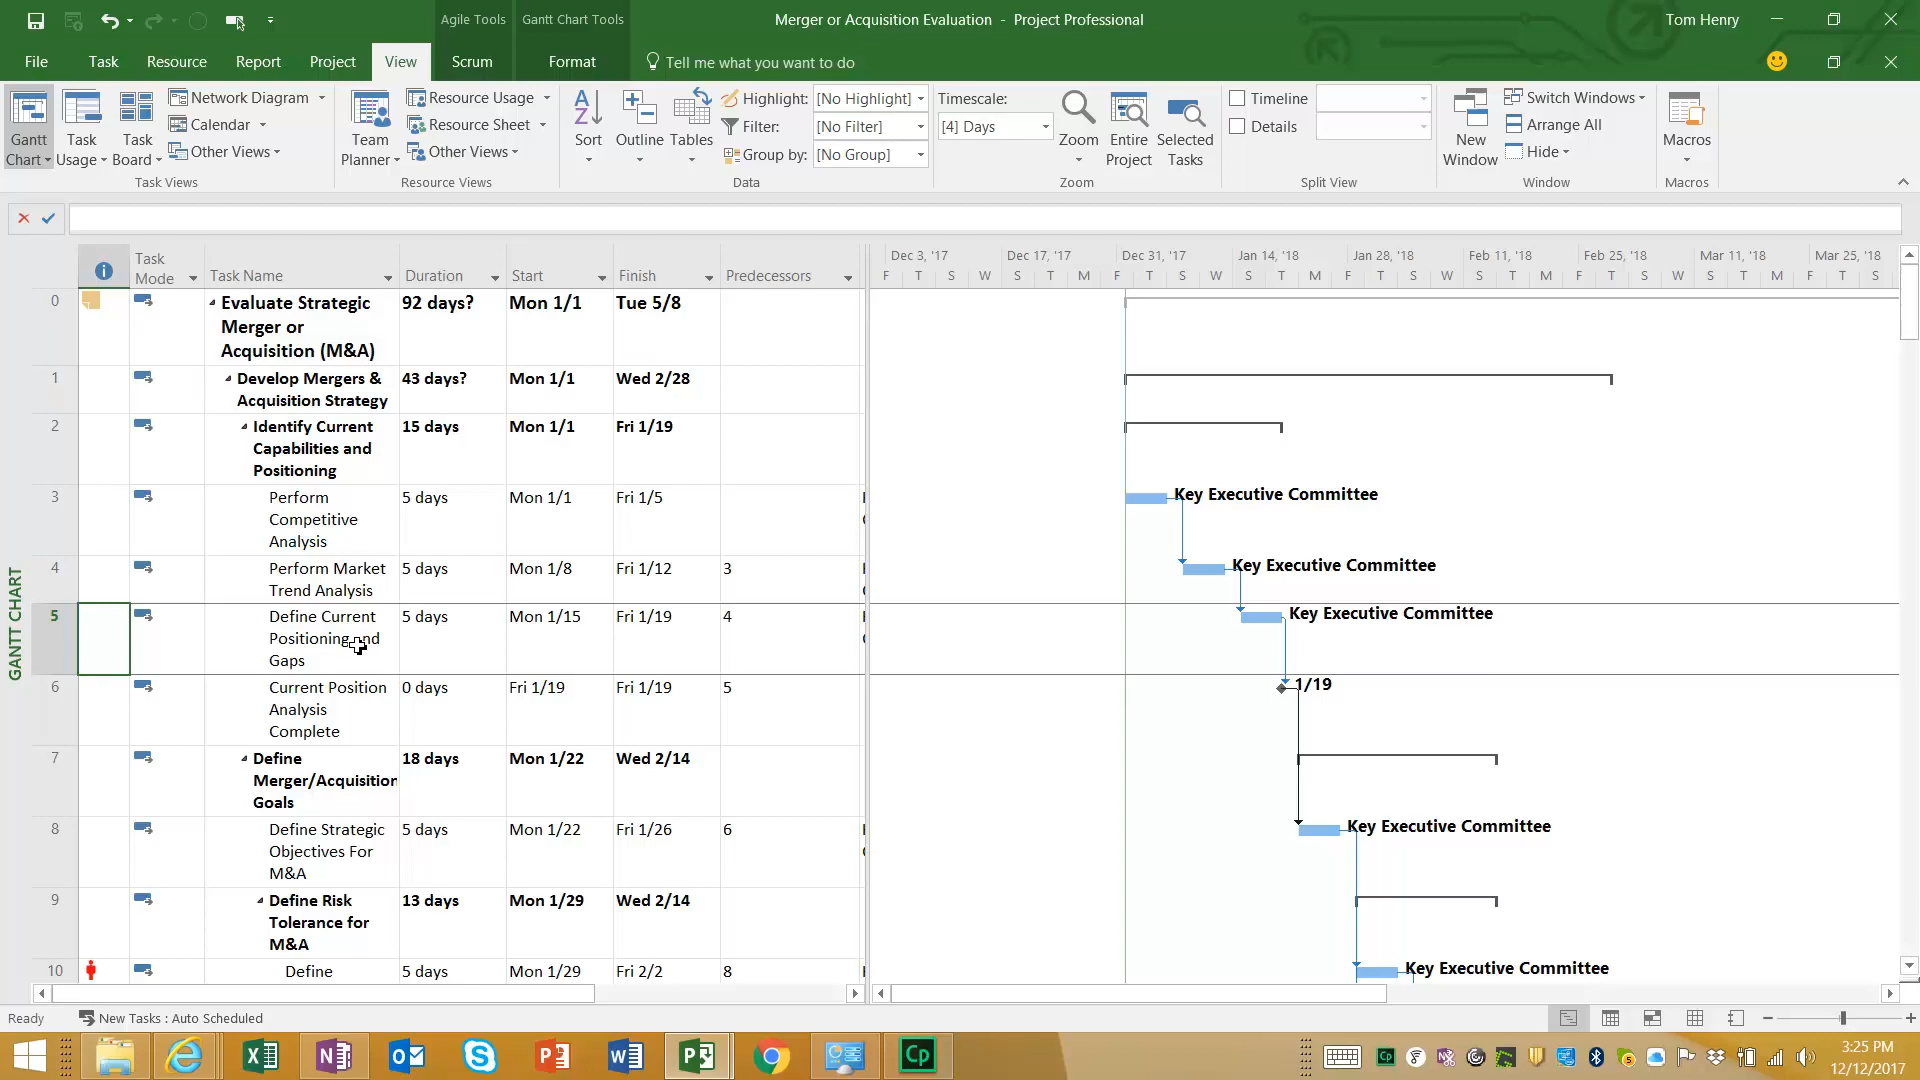 Agile Tools Gantt Chart Tools Merger or Acquisition Evaluation - Project Professional Tom Henry
File Task Resource Report Project View Scrum Format Tell me what you want to do
Gantt Chart
Task Usage
Task Board
Network Diagram
Calendar
Other Views
Task Views
Team Planner
Resource Usage
Resource Sheet
Other Views
Resource Views
Sort
Outline
Tables
Highlight: [No Highlight]
Filter: [No Filter]
Group by: [No Group]
Data
Timescale:
[4] Days
Zoom
Entire Project
Selected Tasks
Zoom
Timeline
Details
Split View
New Window
Switch Windows
Arrange All
Hide
Window
Macros
Macros
GANTT CHART
Task Mode Task Name Duration Start Finish Predecessors
Dec 3, '17 Dec 17, '17 Dec 31, '17 Jan 14, '18 Jan 28, '18 Feb 11, '18 Feb 25, '18 Mar 11, '18 Mar 25, '18
F T S W S T M F T S W S T M F T S W S T M F T S W S T M F T S
0 Evaluate Strategic 92 days? Mon 1/1 Tue 5/8
Merger or
Acquisition (M&A)
1 Develop Mergers & 43 days? Mon 1/1 Wed 2/28
Acquisition Strategy
2 Identify Current 15 days Mon 1/1 Fri 1/19
Capabilities and
Positioning
3 Perform 5 days Mon 1/1 Fri 1/5 Key Executive Committee
Competitive
Analysis
4 Perform Market 5 days Mon 1/8 Fri 1/12 3 Key Executive Committee
Trend Analysis
5 Define Current 5 days Mon 1/15 Fri 1/19 4 Key Executive Committee
Positioning and
Gaps
6 Current Position 0 days Fri 1/19 Fri 1/19 5 1/19
Analysis
Complete
7 Define 18 days Mon 1/22 Wed 2/14
Merger/Acquisition
Goals
8 Define Strategic 5 days Mon 1/22 Fri 1/26 6 Key Executive Committee
Objectives For
M&A
9 Define Risk 13 days Mon 1/29 Wed 2/14
Tolerance for
M&A
10 Define 5 days Mon 1/29 Fri 2/2 8 Key Executive Committee
Ready New Tasks : Auto Scheduled
3:25 PM
12/12/2017